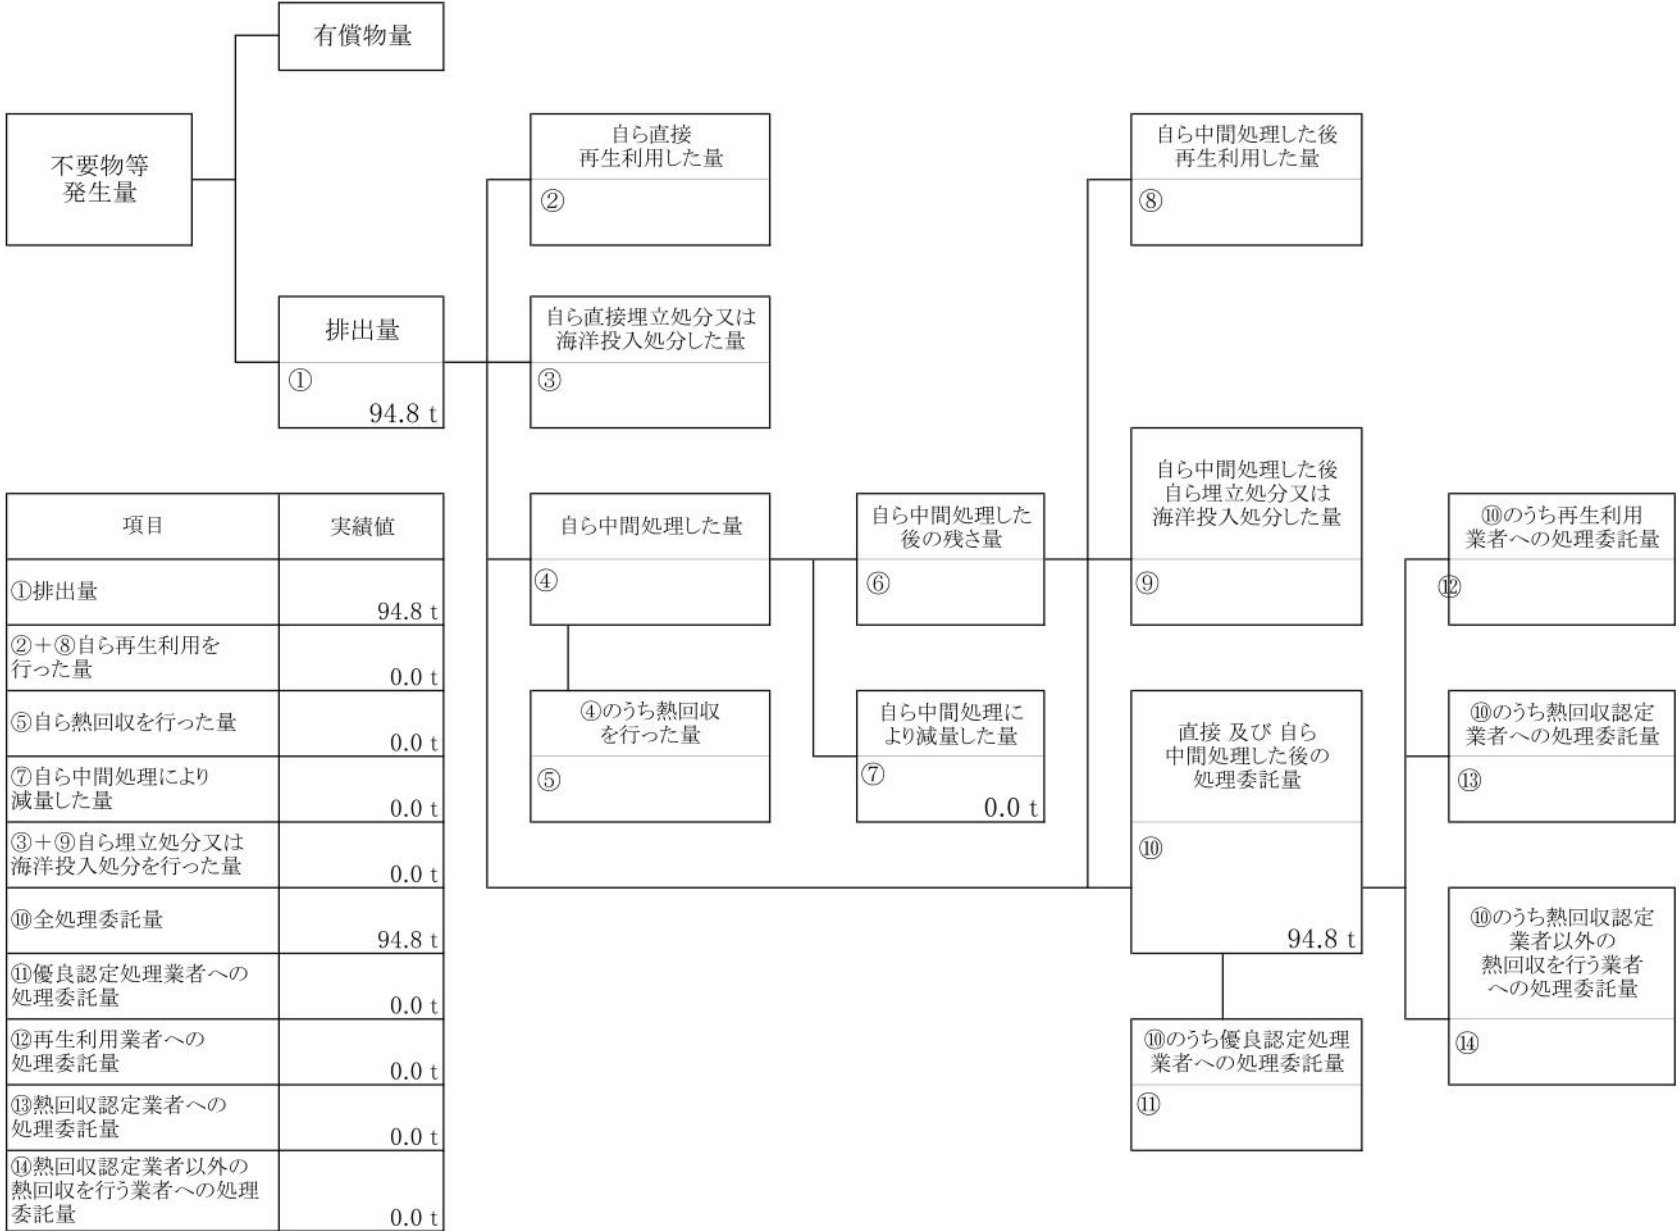 有償物量
不要物等
発生量
排出量
①
94.8 t
自ら直接
再生利用した量
②
自ら直接埋立処分又は
海洋投入処分した量
③
自ら中間処理した量
④
④のうち熱回収
を行った量
⑤
自ら中間処理した
後の残さ量
⑥
自ら中間処理に
より減量した量
⑦
0.0 t
自ら中間処理した後
再生利用した量
⑧
自ら中間処理した後
自ら埋立処分又は
海洋投入処分した量
⑨
直接 及び 自ら
中間処理した後の
処理委託量
⑩
94.8 t
⑩のうち優良認定処理
業者への処理委託量
⑪
⑩のうち再生利用
業者への処理委託量
⑫
⑩のうち熱回収認定
業者への処理委託量
⑬
⑩のうち熱回収認定
業者以外の
熱回収を行う業者
への処理委託量
⑭
項目 実績値
①排出量
94.8 t
②＋⑧自ら再生利用を
行った量
0.0 t
⑤自ら熱回収を行った量
0.0 t
⑦自ら中間処理により
減量した量
0.0 t
③＋⑨自ら埋立処分又は
海洋投入処分を行った量
0.0 t
⑩全処理委託量
94.8 t
⑪優良認定処理業者への
処理委託量
0.0 t
⑫再生利用業者への
処理委託量
0.0 t
⑬熱回収認定業者への
処理委託量
0.0 t
⑭熱回収認定業者以外の
熱回収を行う業者への処理
委託量
0.0 t